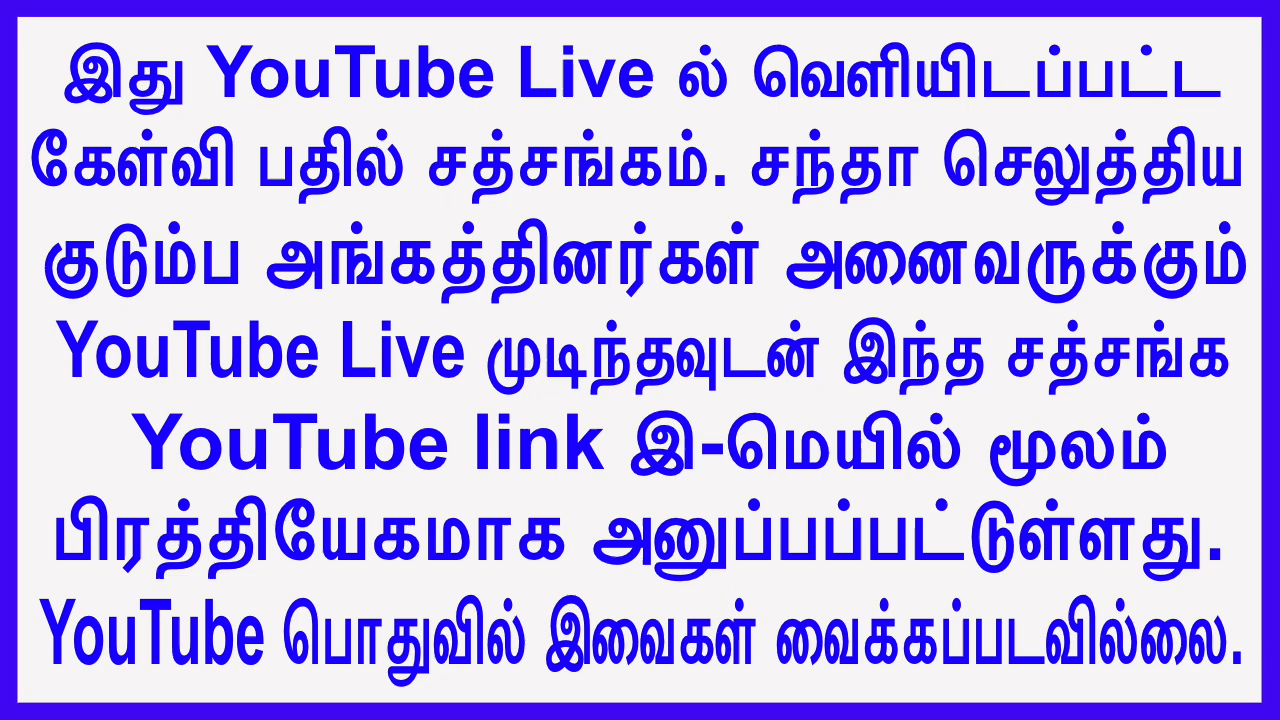 இது YouTube Live ல் வெளியிடப்பட்ட
கேள்வி பதில் சத்சங்கம். சந்தா செலுத்திய
குடும்ப அங்கத்தினர்கள் அனைவருக்கும்
YouTube Live முடிந்தவுடன் இந்த சத்சங்க
YouTube link இ-மெயில் மூலம்
பிரத்தியேகமாக அனுப்பப்பட்டுள்ளது.
YouTube பொதுவில் இவைகள் வைக்கப்படவில்லை.